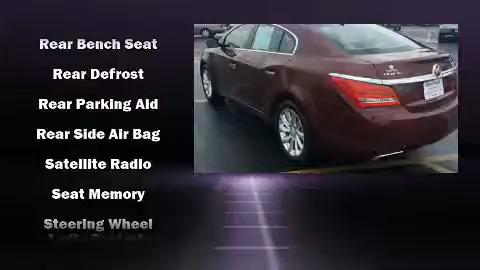 Rear Bench Seat
Rear Defrost
Rear Parking Aid
Rear Side Air Bag
Satellite Radio
Seat Memory
Steering Wheel